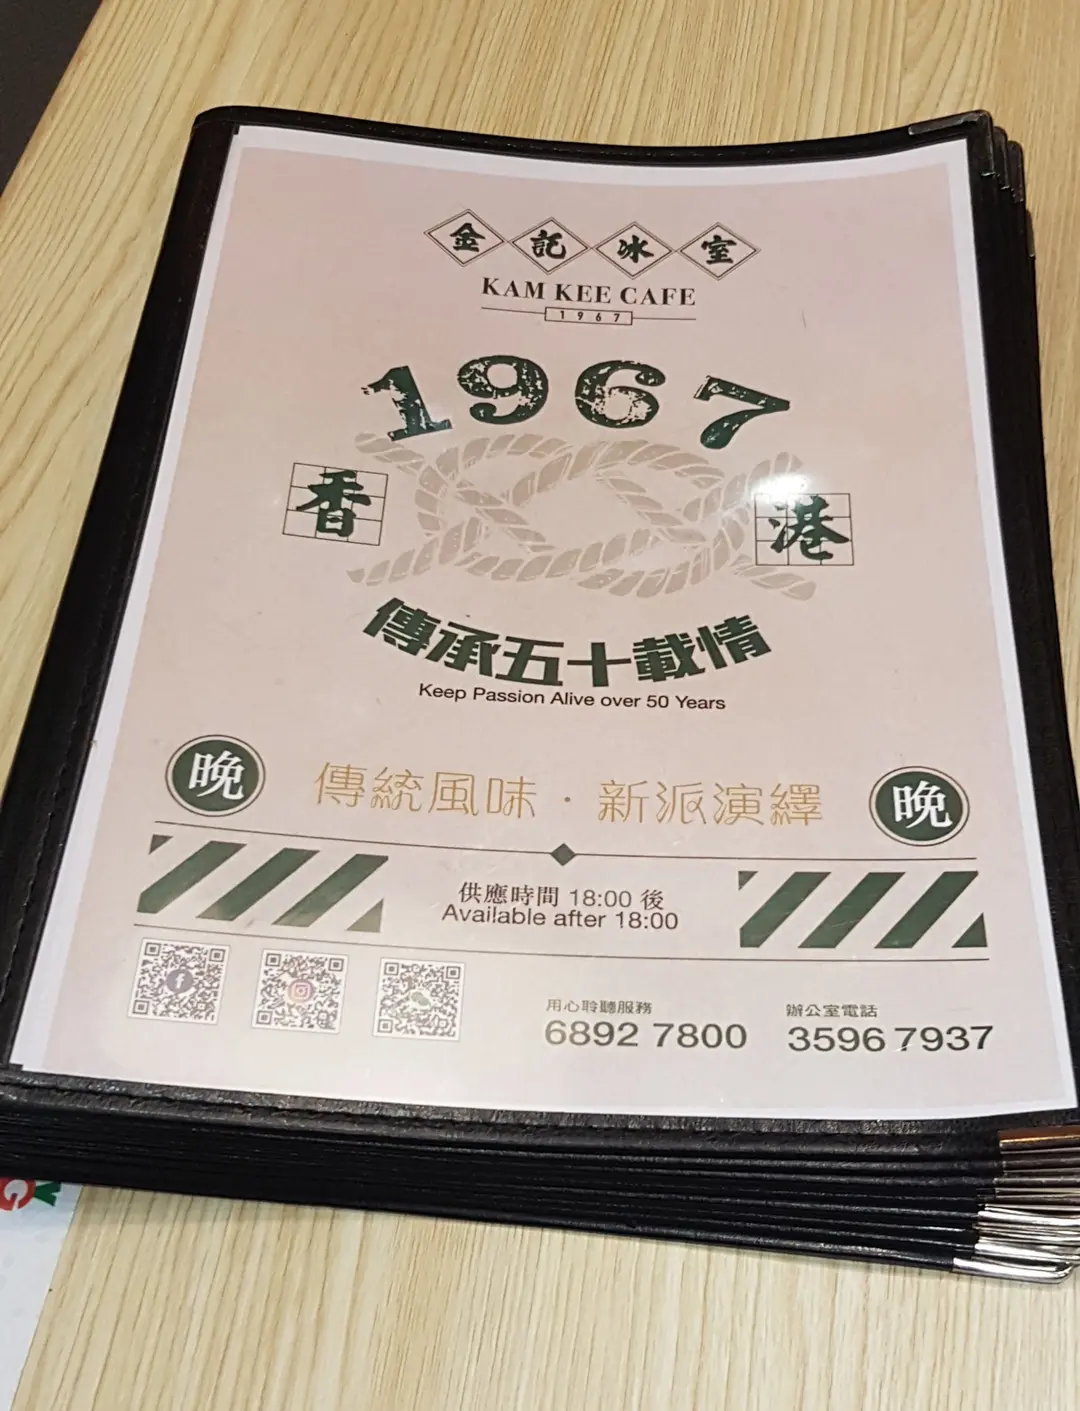 金記冰室
KAM KEE CAFE
1967
1967
香港
傳承五十載情
Keep Passion Alive over 50 Years
晚 傳統風味·新派演繹 晚
供應時間 18:00 後
Available after 18:00
用心聆聽服務
6892 7800
辦公室電話
3596 7937